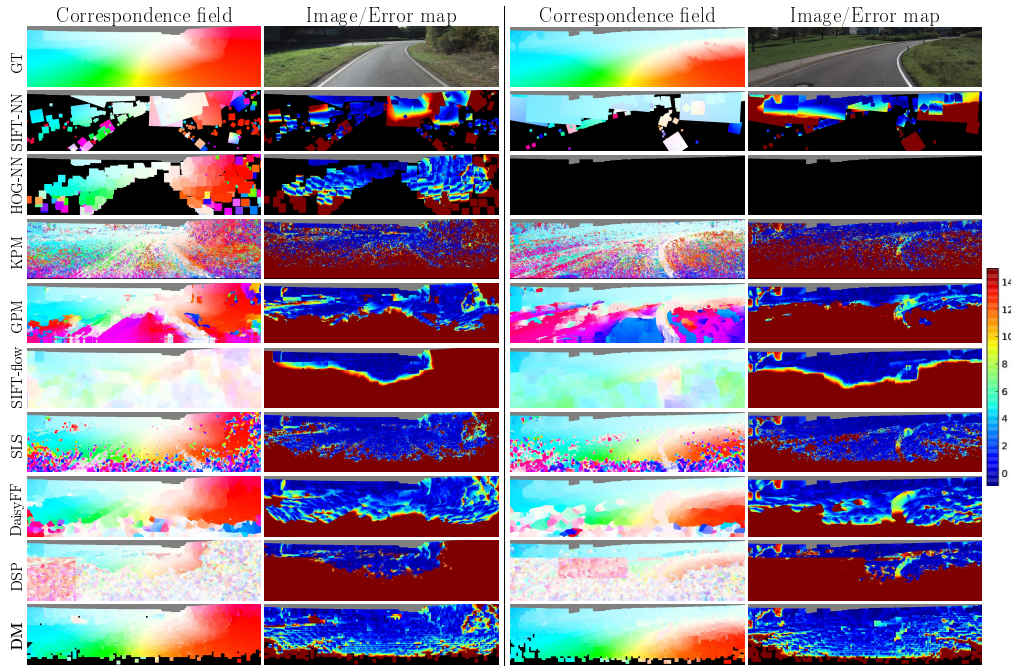 Correspondence field Image/Error map Correspondence field Image/Error map
GT
SIFT-NN
HOG-NN
KPM
GPM
SIFT-flow
SLS
DaisyFF
DSP
DM
14
12
10
8
6
4
2
0